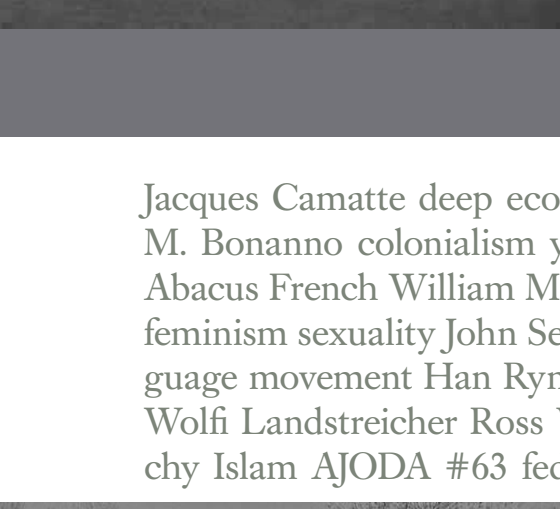 Jacques Camatte deep eco
M. Bonanno colonialism y
Abacus French William M
feminism sexuality John Se
guage movement Han Ryn
Wolfi Landstreicher Ross
chy Islam AJODA #63 fed